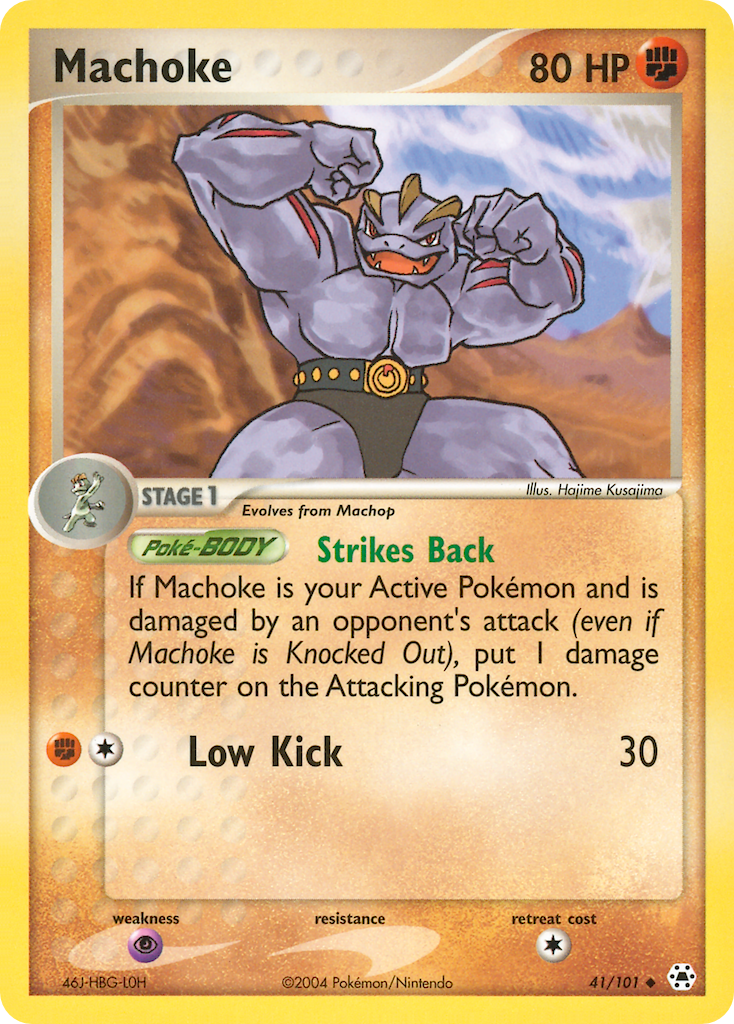 Machoke 80 HP
Illus. Hajime Kusajima
STAGE 1
Evolves from Machop
Poké-BODY Strikes Back
If Machoke is your Active Pokémon and is
damaged by an opponent's attack (even if
Machoke is Knocked Out), put 1 damage
counter on the Attacking Pokémon.
Low Kick 30
weakness resistance retreat cost
46J-HBG-L0H ©2004 Pokémon/Nintendo 41/101